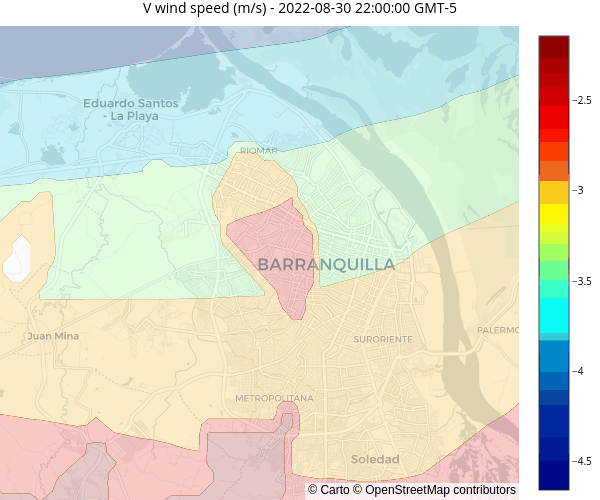 V wind speed (m/s) - 2022-08-30 22:00:00 GMT-5
Eduardo Santos
- La Playa
RIOMAR
BARRANQUILLA
Juan Mina
SURORIENTE
PALERMO
METROPOLITANA
Soledad
−2.5
−3
−3.5
−4
−4.5
© Carto © OpenStreetMap contributors